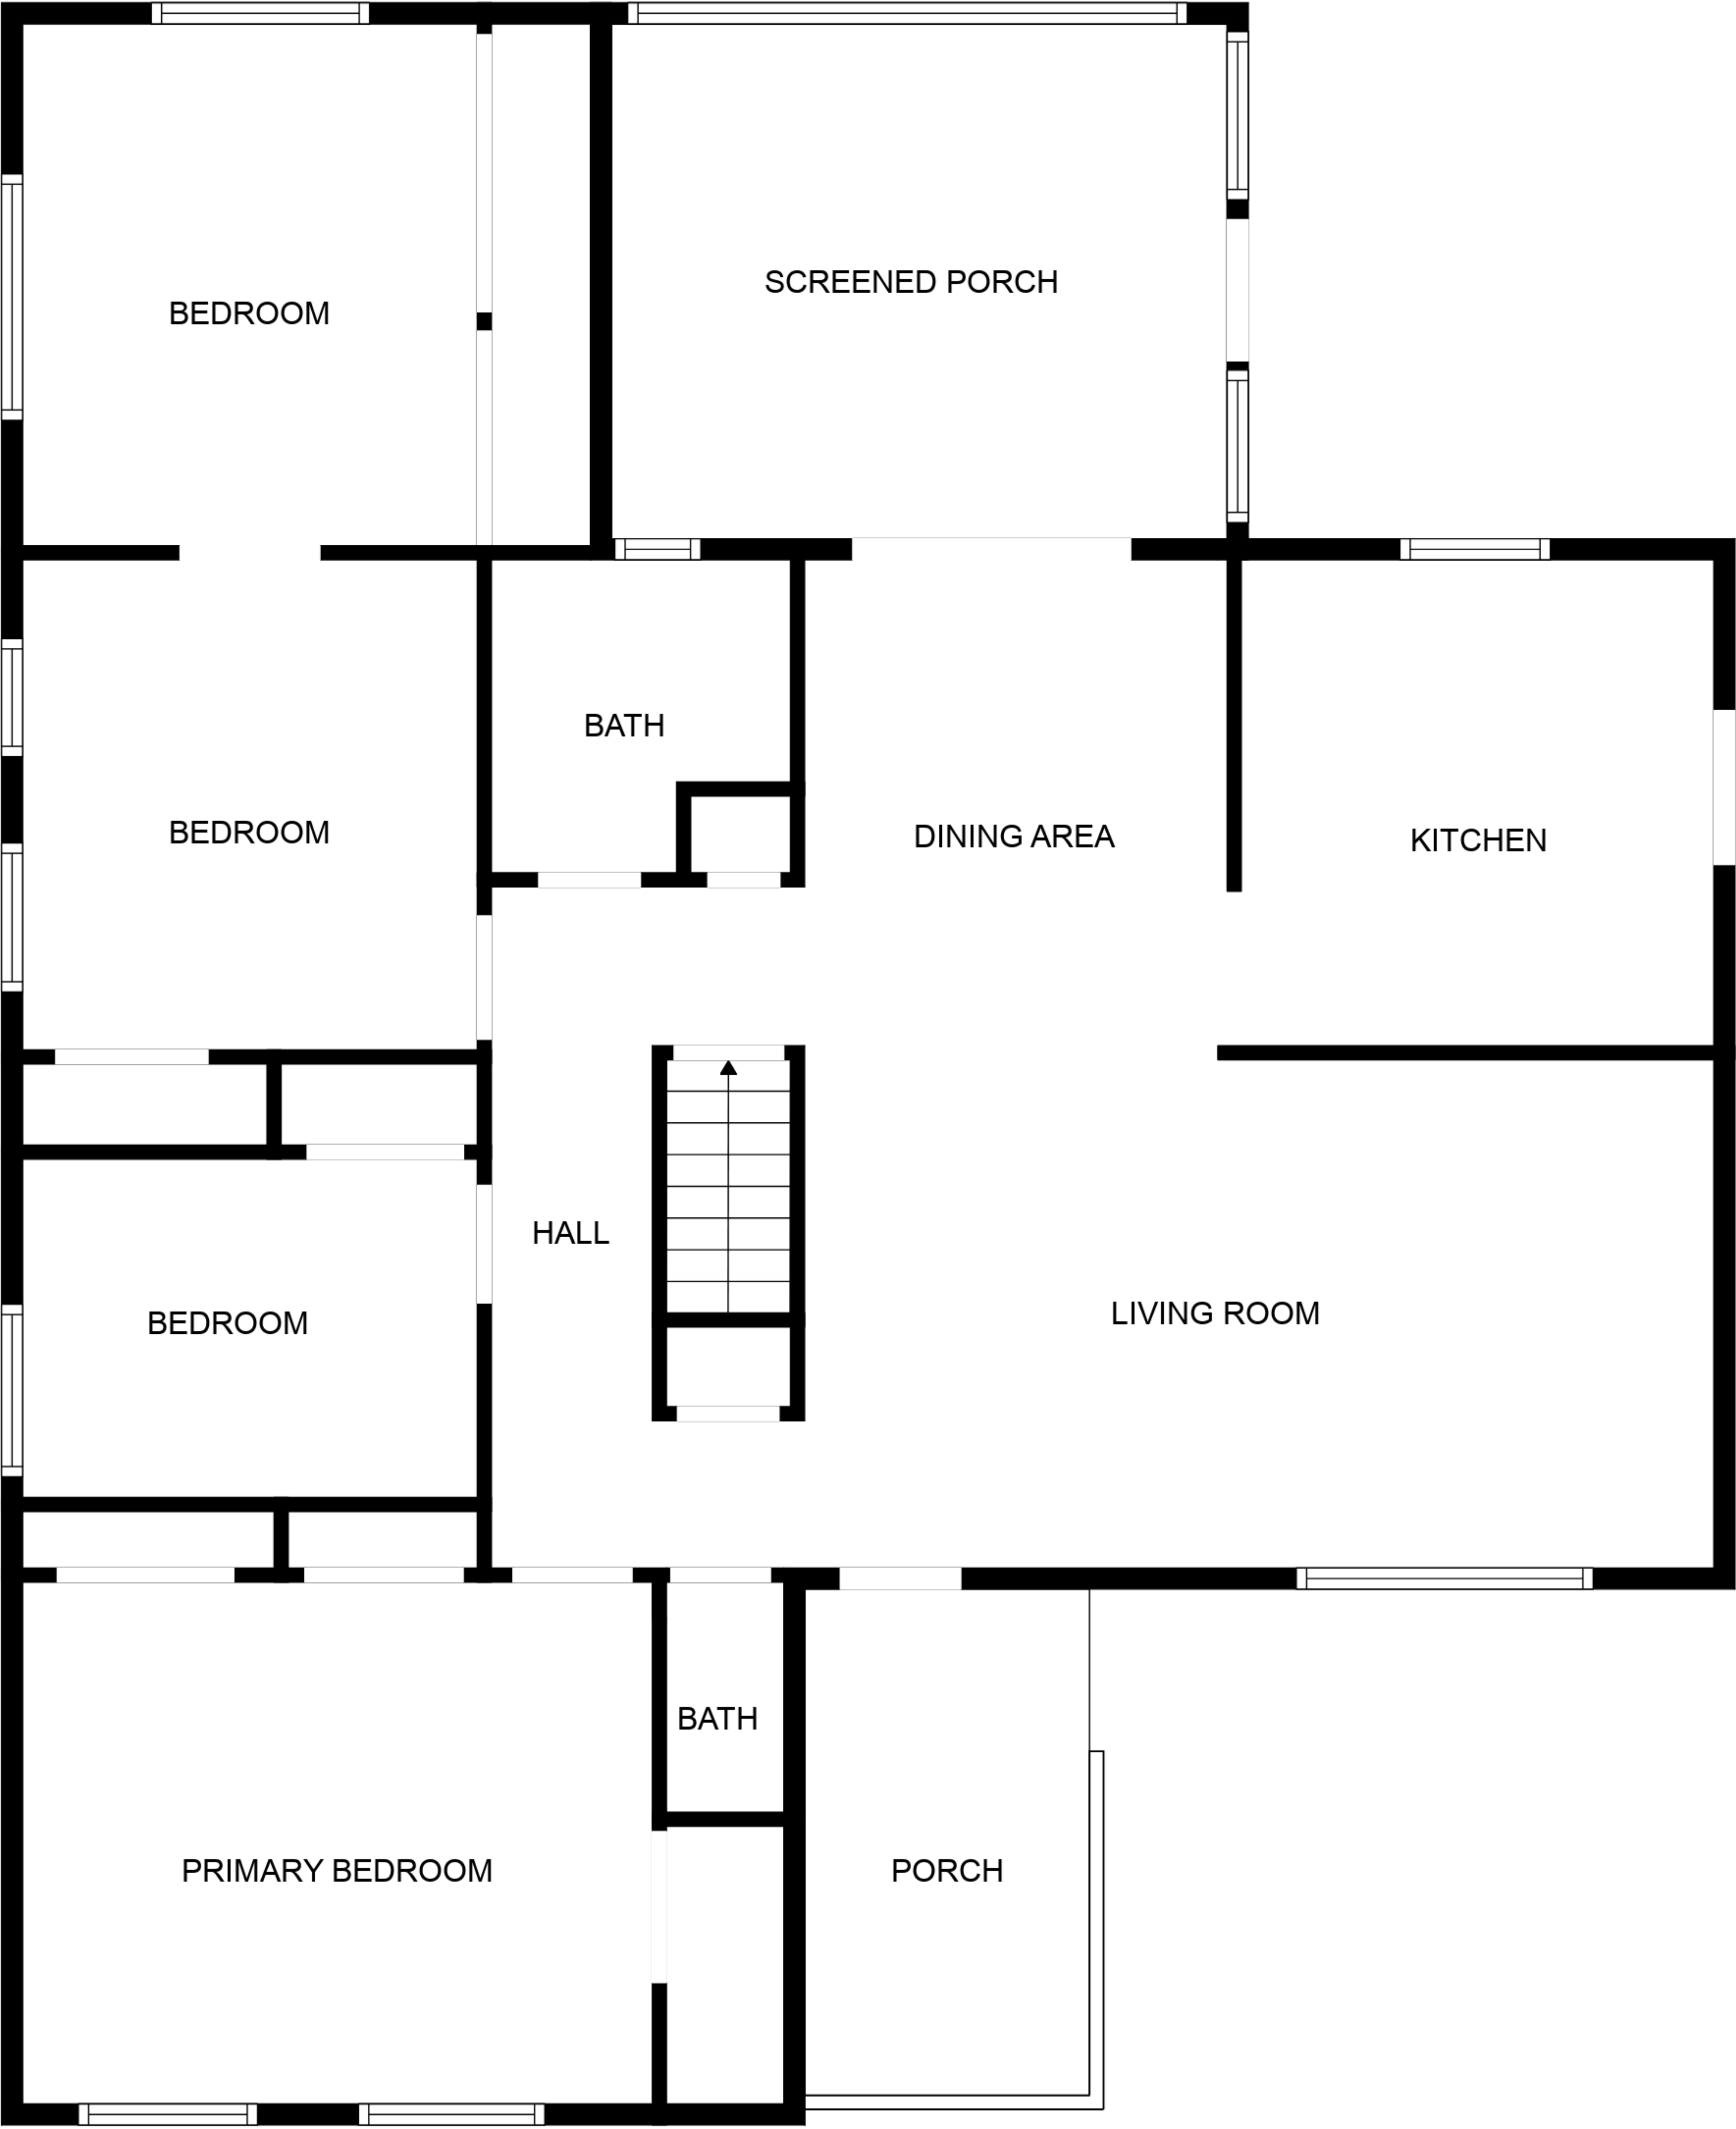 SCREENED PORCH
BEDROOM
BATH
BEDROOM
DINING AREA
KITCHEN
HALL
LIVING ROOM
BEDROOM
BATH
PRIMARY BEDROOM
PORCH